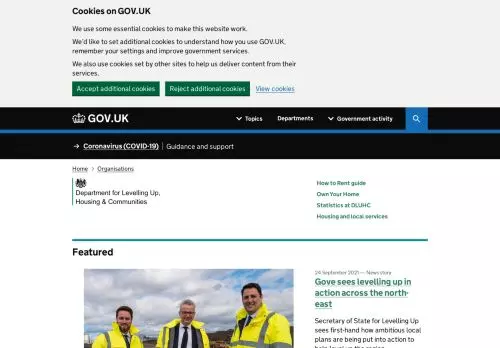 Cookies on GOV.UK
We use some essential cookies to make this website work.
We'd like to set additional cookies to understand how you use GOV.UK,
remember your settings and improve government services.
We also use cookies set by other sites to help us deliver content from their
services.
Accept additional cookies Reject additional cookies View cookies
GOV.UK Topics Departments Government activity
→ Coronavirus (COVID-19) Guidance and support
Home Organisations
Department for Levelling Up,
Housing & Communities
How to Rent guide
Own Your Home
Statistics at DLUHC
Housing and local services
Featured
24 September 2021 — News story
Gove sees levelling up in
action across the north-
east
Secretary of State for Levelling Up
sees first-hand how ambitious local
plans are being put into action to